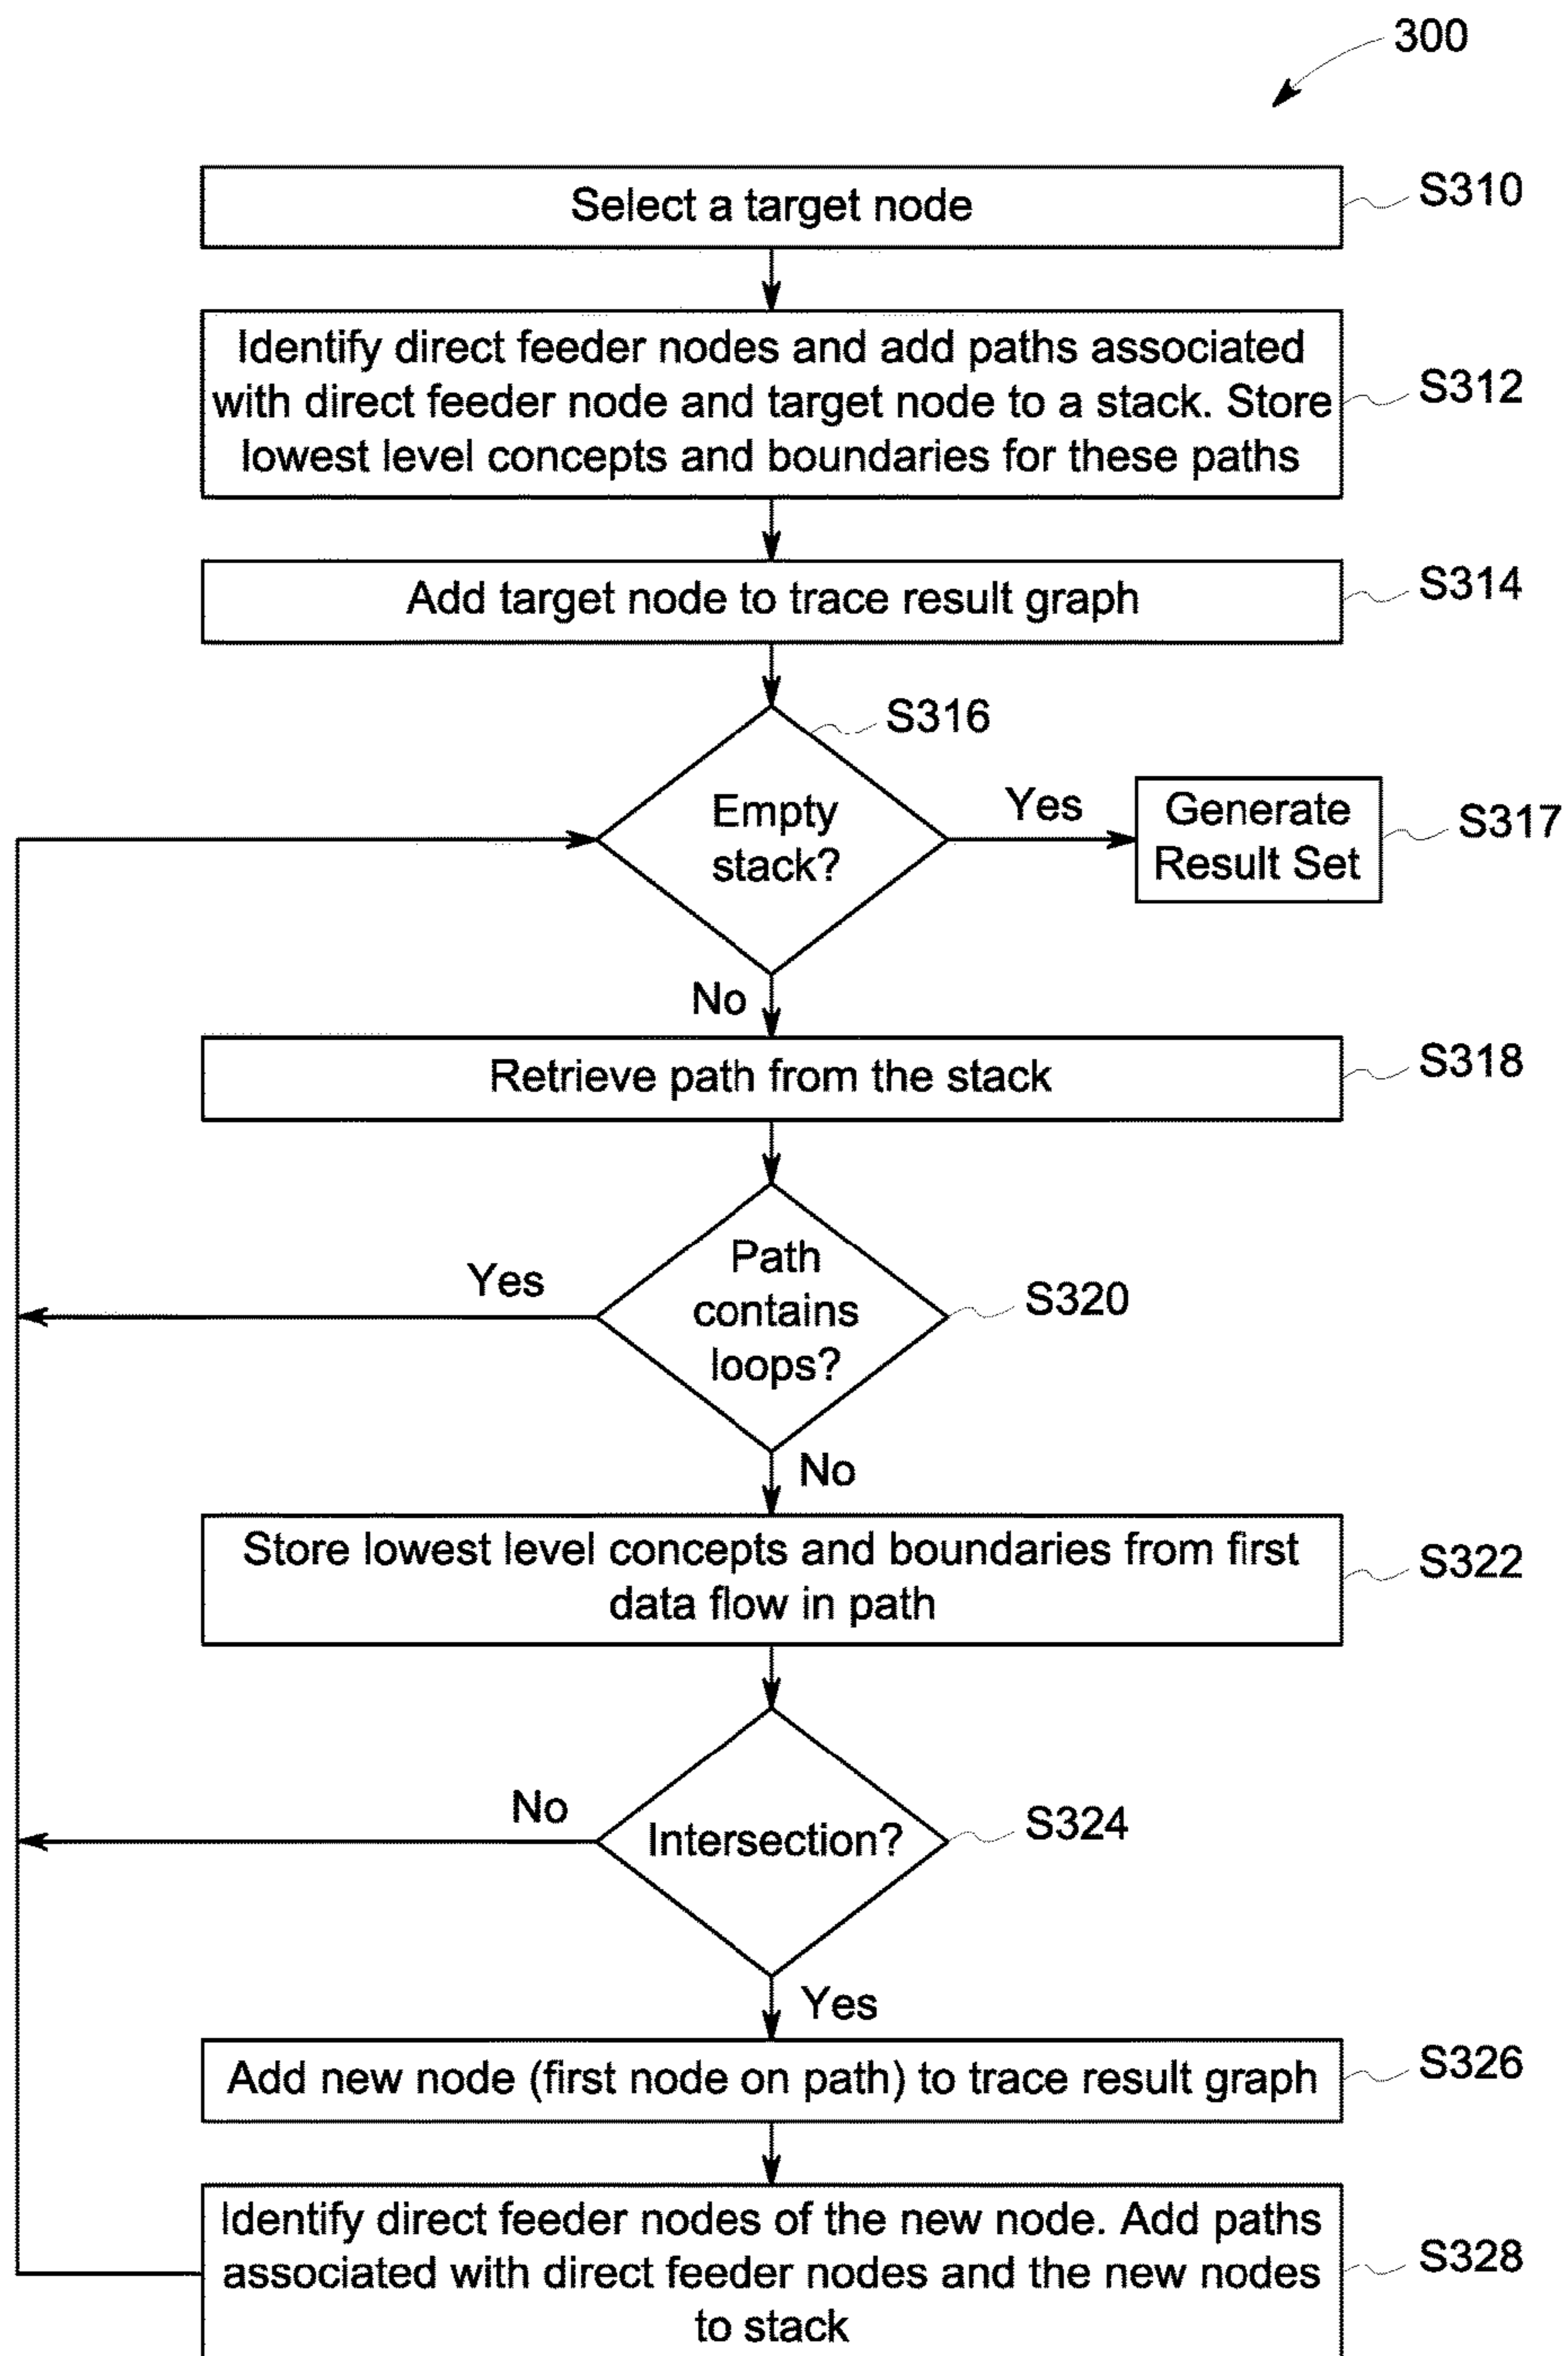 300
Select a target node
S310
Identify direct feeder nodes and add paths associated
with direct feeder node and target node to a stack. Store
lowest level concepts and boundaries for these paths
S312
Add target node to trace result graph
S314
S316
Empty
stack?
Yes
Generate
Result Set
S317
No
Retrieve path from the stack
S318
Path
contains
loops?
Yes
S320
No
Store lowest level concepts and boundaries from first
data flow in path
S322
No
Intersection?
S324
Yes
Add new node (first node on path) to trace result graph
S326
Identify direct feeder nodes of the new node. Add paths
associated with direct feeder nodes and the new nodes
to stack
S328